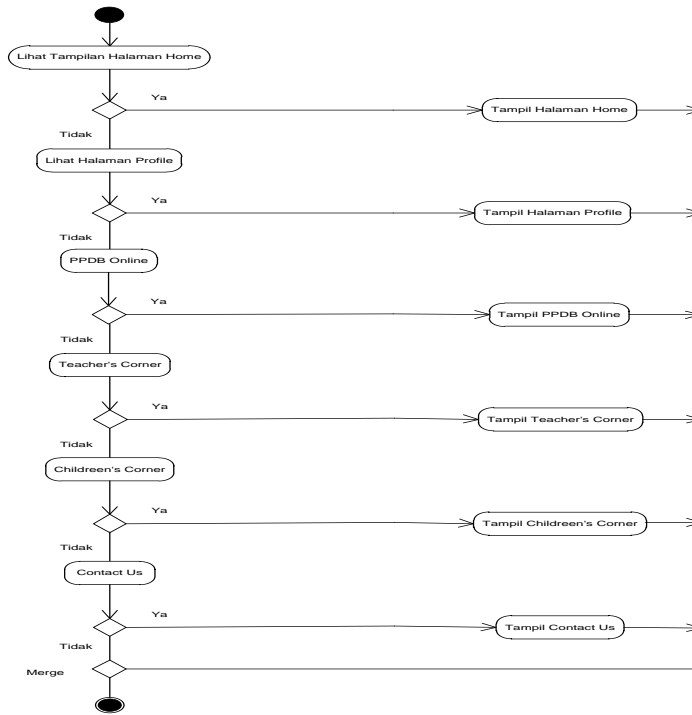 Lihat Tampilan Halaman Home
Ya
Tampil Halaman Home
Tidak
Lihat Halaman Profile
Ya
Tampil Halaman Profile
Tidak
PPDB Online
Ya
Tampil PPDB Online
Tidak
Teacher's Corner
Ya
Tampil Teacher's Corner
Tidak
Childreen's Corner
Ya
Tampil Childreen's Corner
Tidak
Contact Us
Ya
Tampil Contact Us
Tidak
Merge